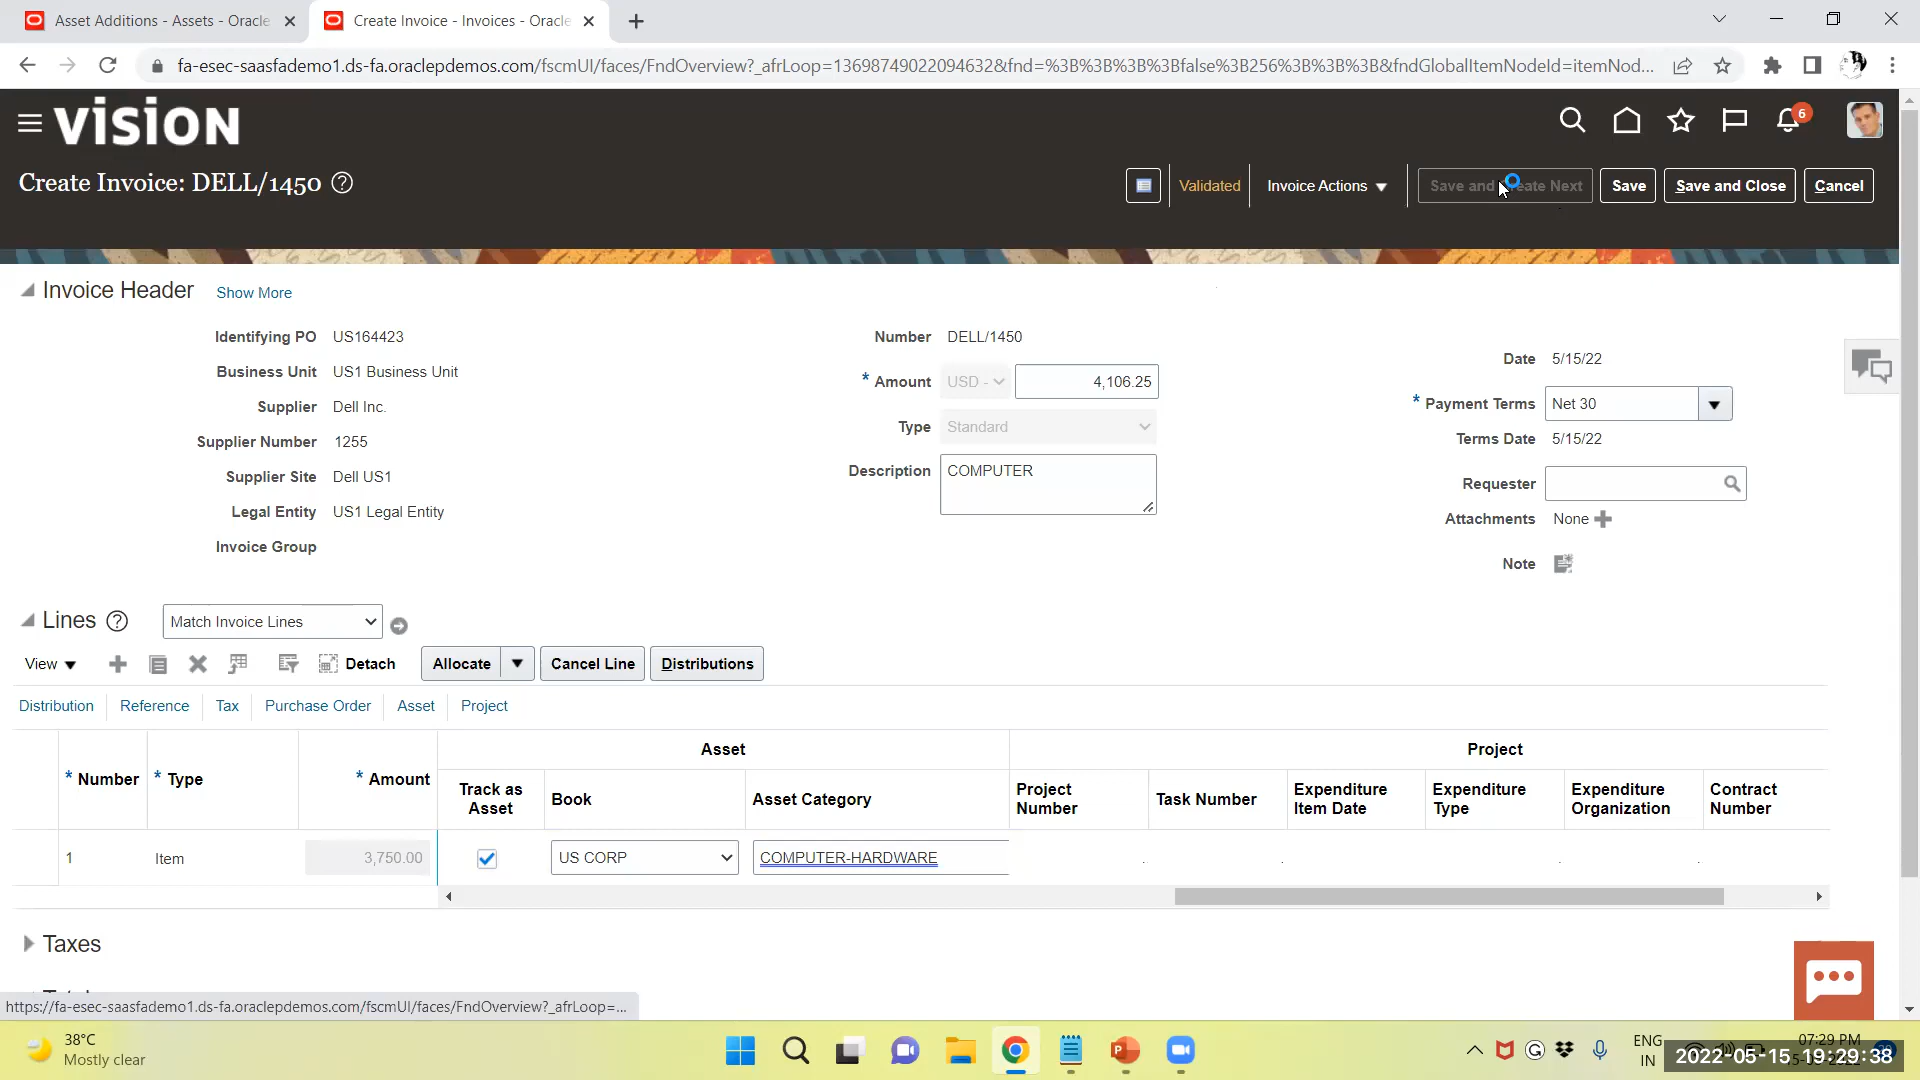 Asset Additions - Assets - Oracle
Create Invoice - Invoices - Oracle
fa-esec-saasfademo1.ds-fa.oraclepdemos.com/fscmUI/faces/FndOverview?_afrLoop=13698749022094632&fnd=%3B%3B%3B%3Bfalse%3B256%3B%3B%3B&fndGlobalItemNodeId=itemNod...
vision
6
Create Invoice: DELL/1450
Validated
Invoice Actions
Save and Create Next
Save
Save and Close
Cancel
Invoice Header
Show More
Identifying PO US164423
Business Unit US1 Business Unit
Supplier Dell Inc.
Supplier Number 1255
Supplier Site Dell US1
Legal Entity US1 Legal Entity
Invoice Group
Number DELL/1450
* Amount USD - 4,106.25
Type Standard
Description COMPUTER
Date 5/15/22
* Payment Terms Net 30
Terms Date 5/15/22
Requester
Attachments None
Note
Lines
Match Invoice Lines
View
Detach
Allocate
Cancel Line
Distributions
Distribution Reference Tax Purchase Order Asset Project
Asset Project
* Number * Type * Amount Track as Asset Book Asset Category Project Number Task Number Expenditure Item Date Expenditure Type Expenditure Organization Contract Number
1 Item 3,750.00 US CORP COMPUTER-HARDWARE
Taxes
https://fa-esec-saasfademo1.ds-fa.oraclepdemos.com/fscmUI/faces/FndOverview?_afrLoop=...
38°C
Mostly clear
ENG
IN
07:29 PM
2022-05-15 19:29:38